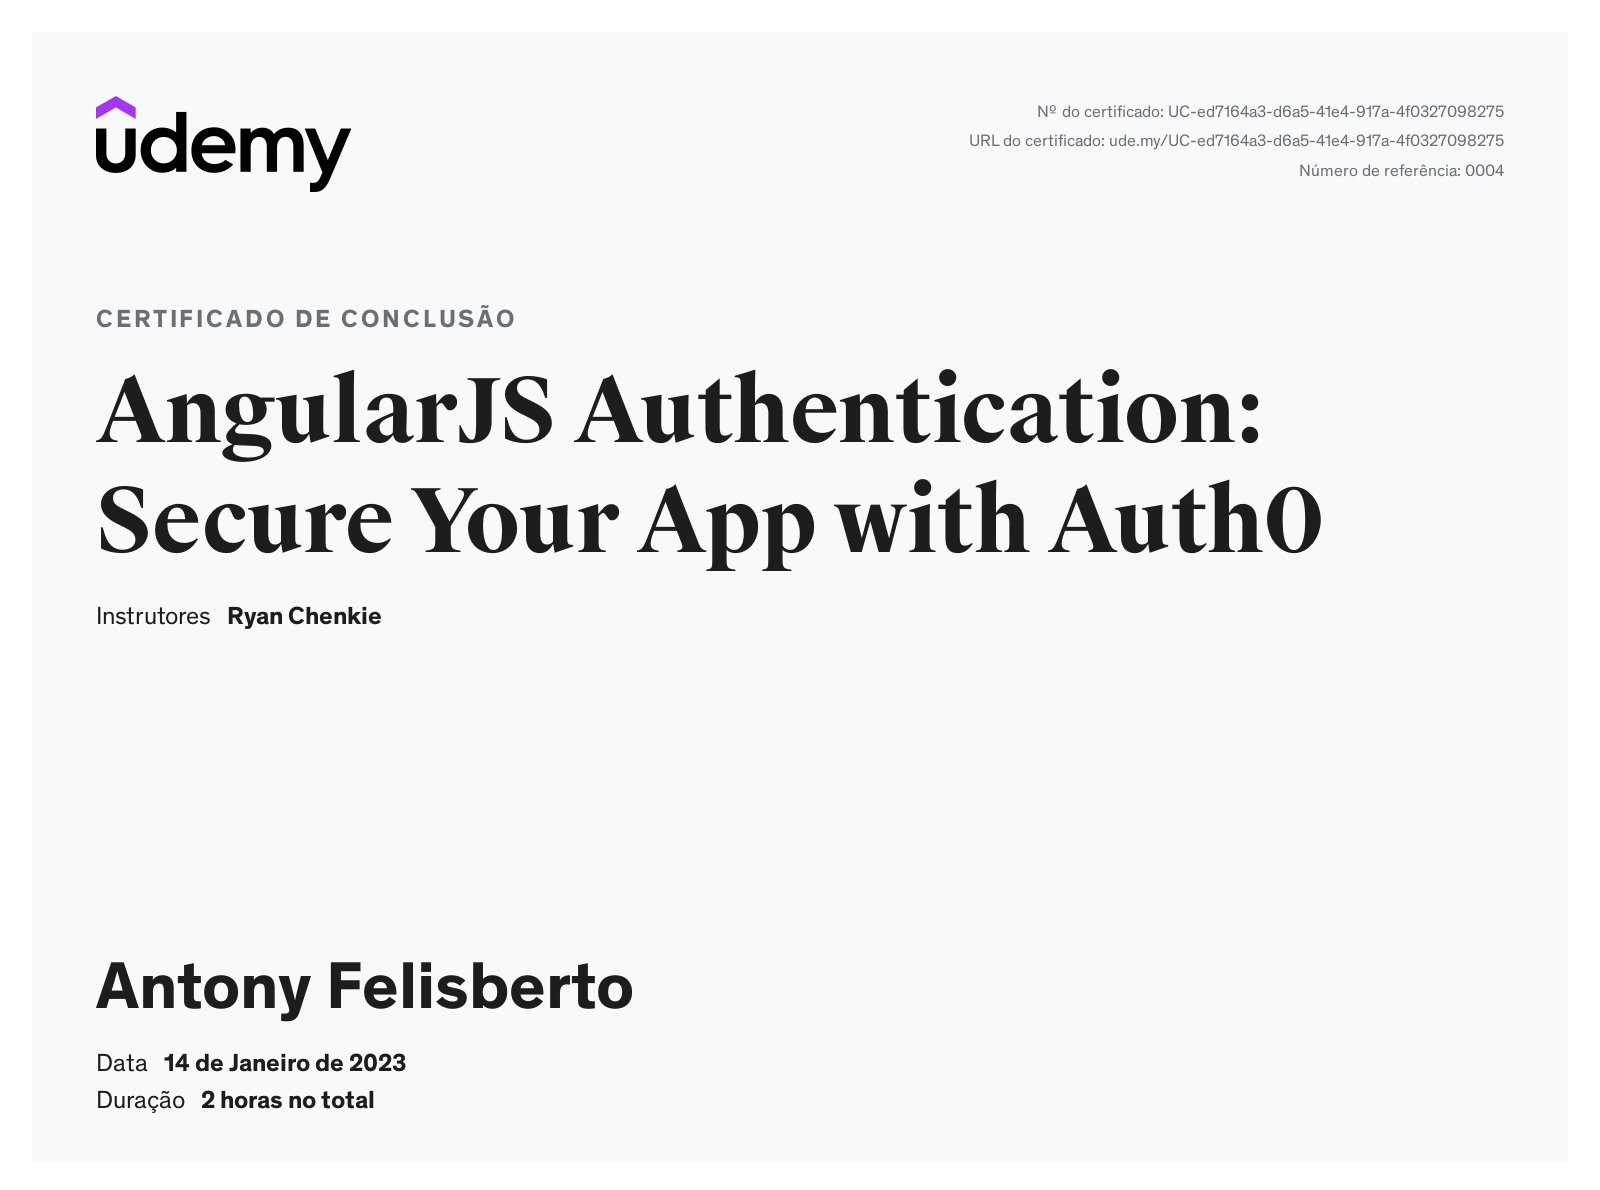 udemy
Nº do certificado: UC-ed7164a3-d6a5-41e4-917a-4f0327098275
URL do certificado: ude.my/UC-ed7164a3-d6a5-41e4-917a-4f0327098275
Número de referência: 0004
CERTIFICADO DE CONCLUSÃO
AngularJS Authentication:
Secure Your App with Auth0
Instrutores Ryan Chenkie
Antony Felisberto
Data 14 de Janeiro de 2023
Duração 2 horas no total